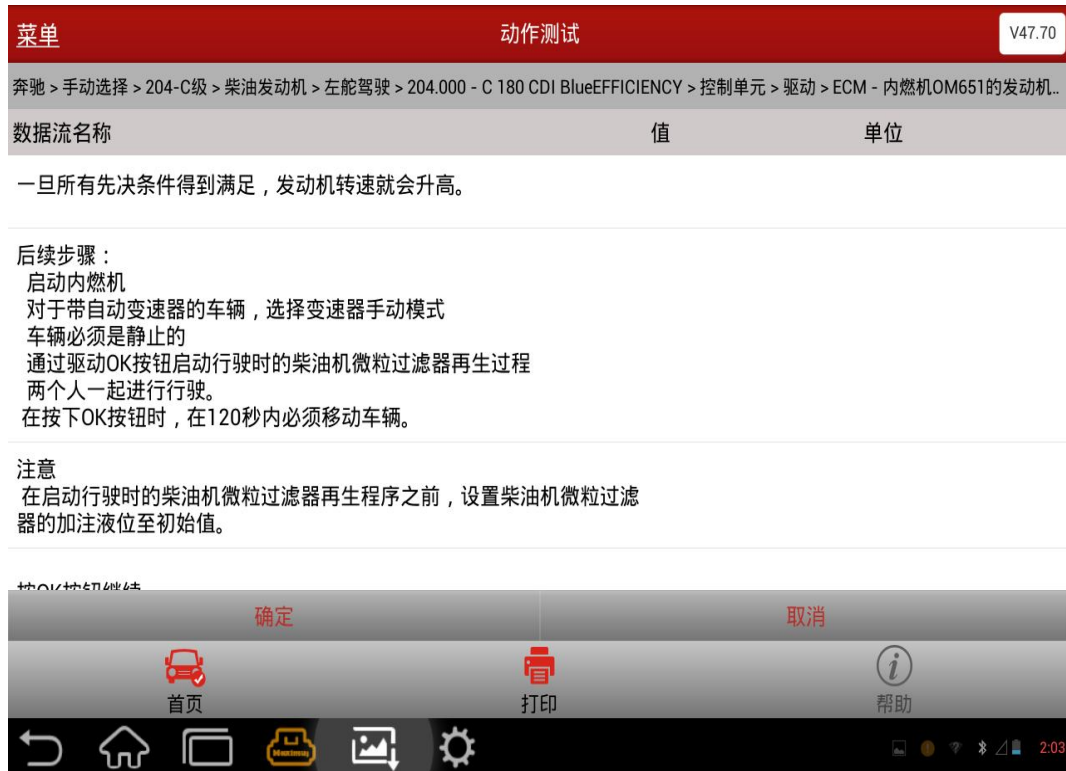 菜单
动作测试
V47.70
奔驰 > 手动选择 > 204-C级 > 柴油发动机 > 左舵驾驶 > 204.000 - C 180 CDI BlueEFFICIENCY > 控制单元 > 驱动 > ECM - 内燃机OM651的发动机..
数据流名称 值 单位
一旦所有先决条件得到满足，发动机转速就会升高。
后续步骤：
启动内燃机
对于带自动变速器的车辆，选择变速器手动模式
车辆必须是静止的
通过驱动OK按钮启动行驶时的柴油机微粒过滤器再生过程
两个人一起进行行驶。
在按下OK按钮时，在120秒内必须移动车辆。
注意
在启动行驶时的柴油机微粒过滤器再生程序之前，设置柴油机微粒过滤
器的加注液位至初始值。
按OK按钮继续
确定 取消
首页 打印 帮助
2:03